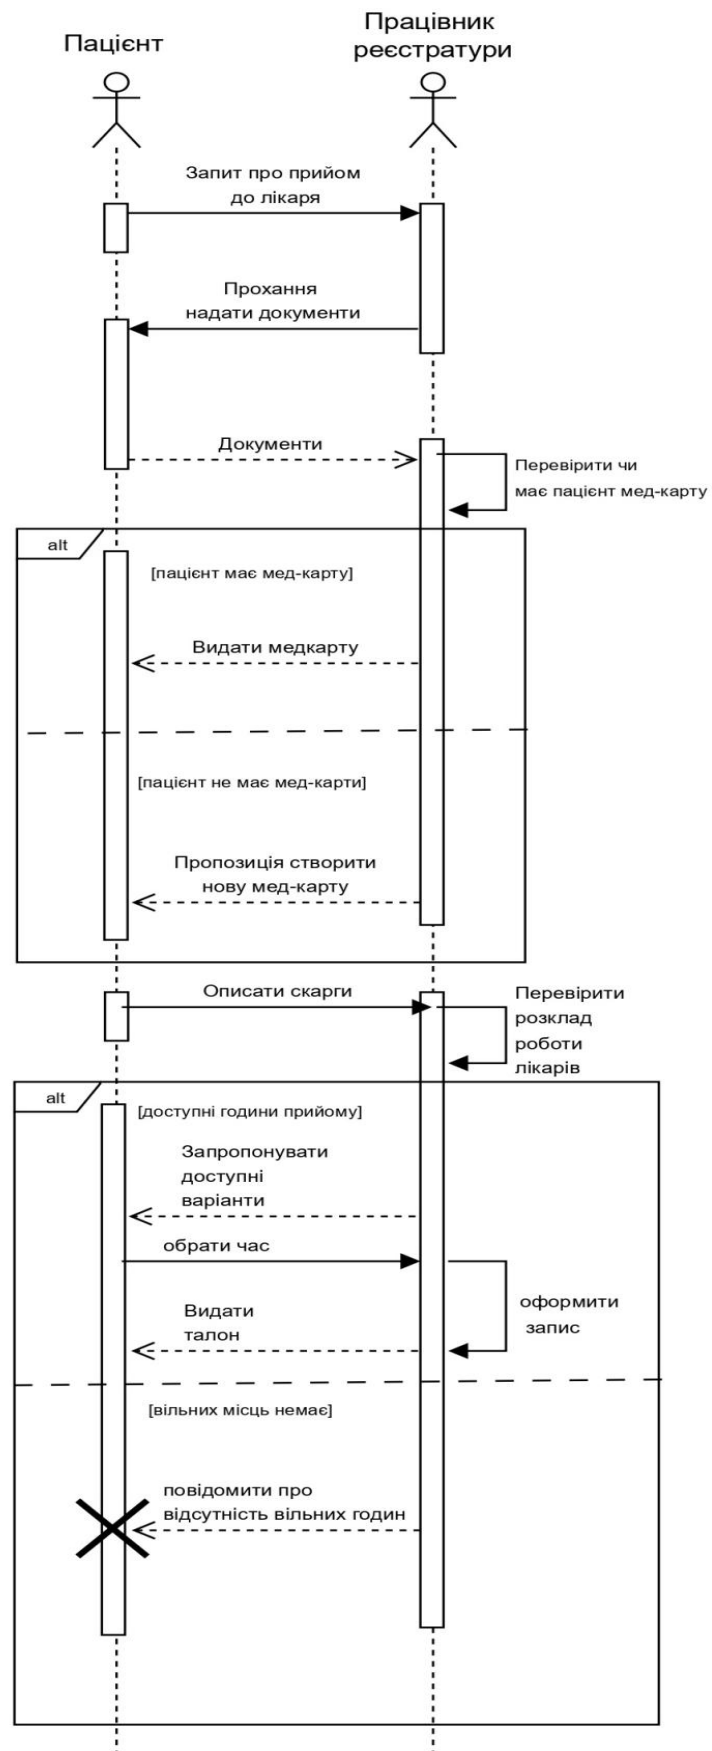 Пацієнт
Працівник
реєстратури
Запит про прийом
до лікаря
Прохання
надати документи
Документи
Перевірити чи
має пацієнт мед-карту
alt
[пацієнт має мед-карту]
Видати медкарту
[пацієнт не має мед-карти]
Пропозиція створити
нову мед-карту
Описати скарги
Перевірити
розклад
роботи
лікарів
alt
[доступні години прийому]
Запропонувати
доступні
варіанти
обрати час
оформити
запис
Видати
талон
[вільних місць немає]
повідомити про
відсутність вільних годин